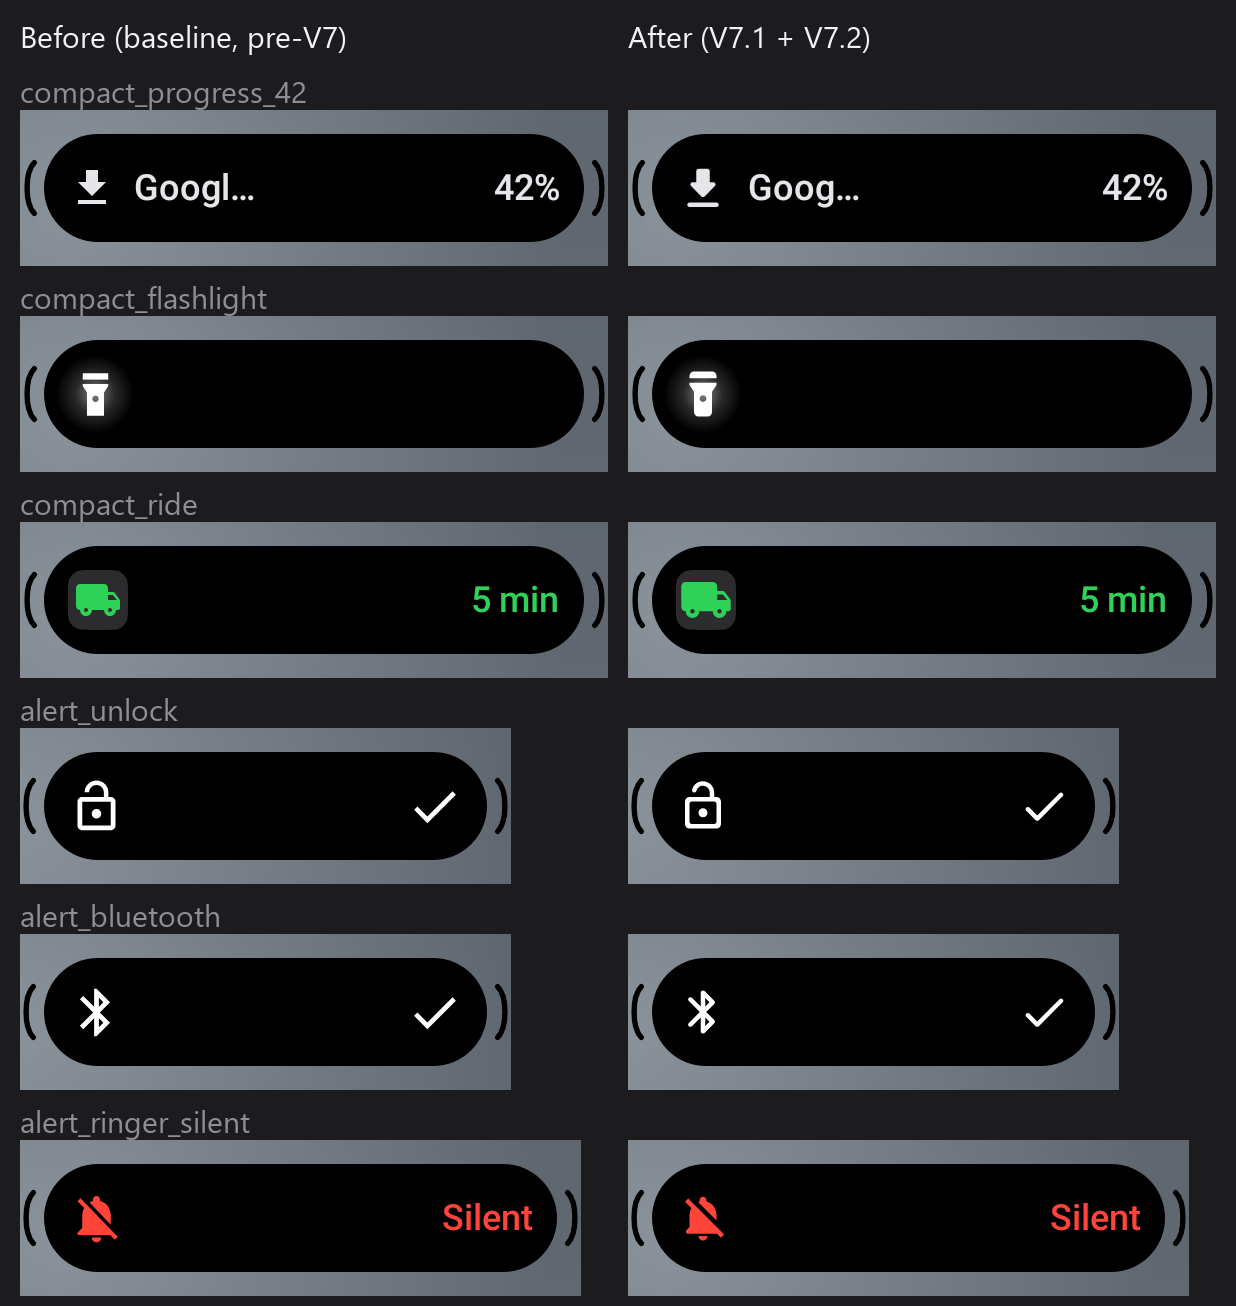 Before (baseline, pre-V7)
After (V7.1 + V7.2)
compact_progress_42
Googl... 42%
Goog... 42%
compact_flashlight
compact_ride
5 min
5 min
alert_unlock
alert_bluetooth
alert_ringer_silent
Silent
Silent